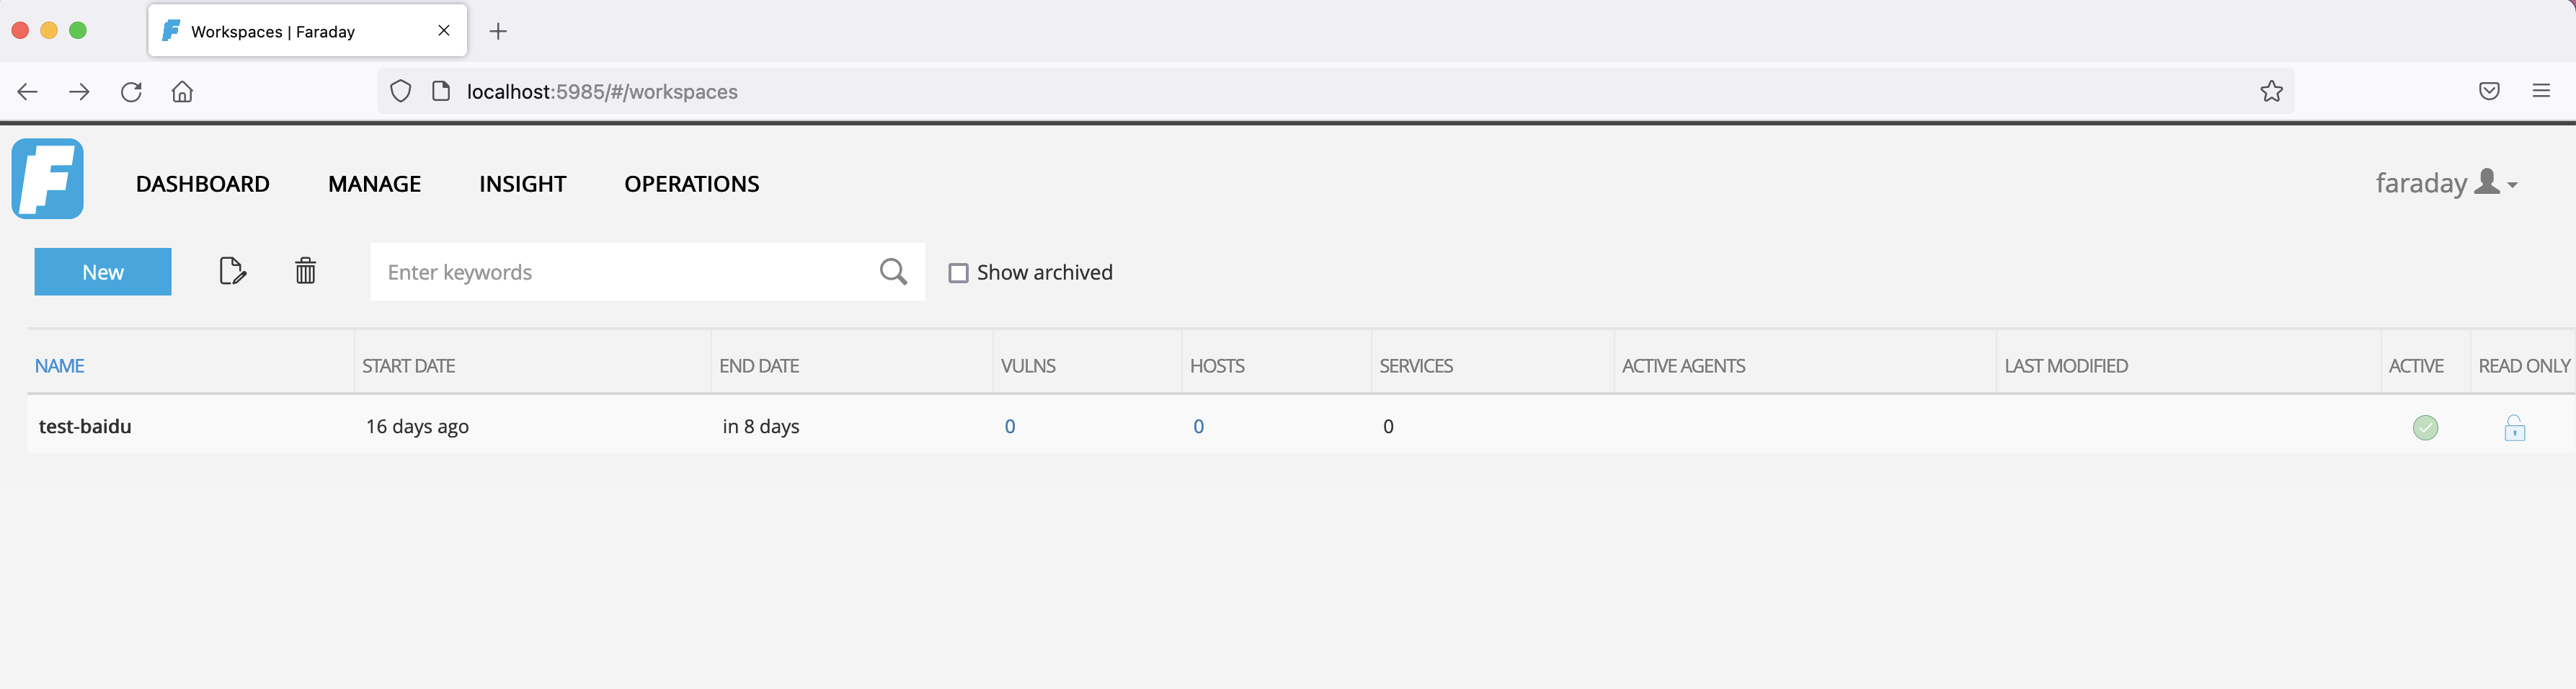 Workspaces | Faraday
localhost:5985/#/workspaces
DASHBOARD MANAGE INSIGHT OPERATIONS faraday
New Enter keywords Show archived
NAME START DATE END DATE VULNS HOSTS SERVICES ACTIVE AGENTS LAST MODIFIED ACTIVE READ ONLY
test-baidu 16 days ago in 8 days 0 0 0